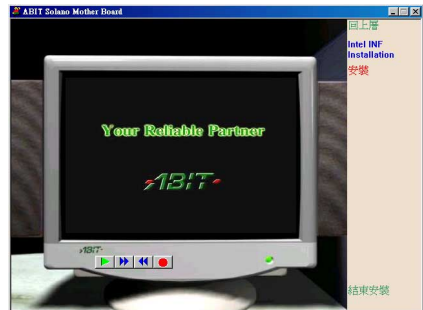 ABIT Solano Mother Board
回上層
Intel INF
Installation
安裝
Your Reliable Partner
ABIT
ABIT
結束安裝